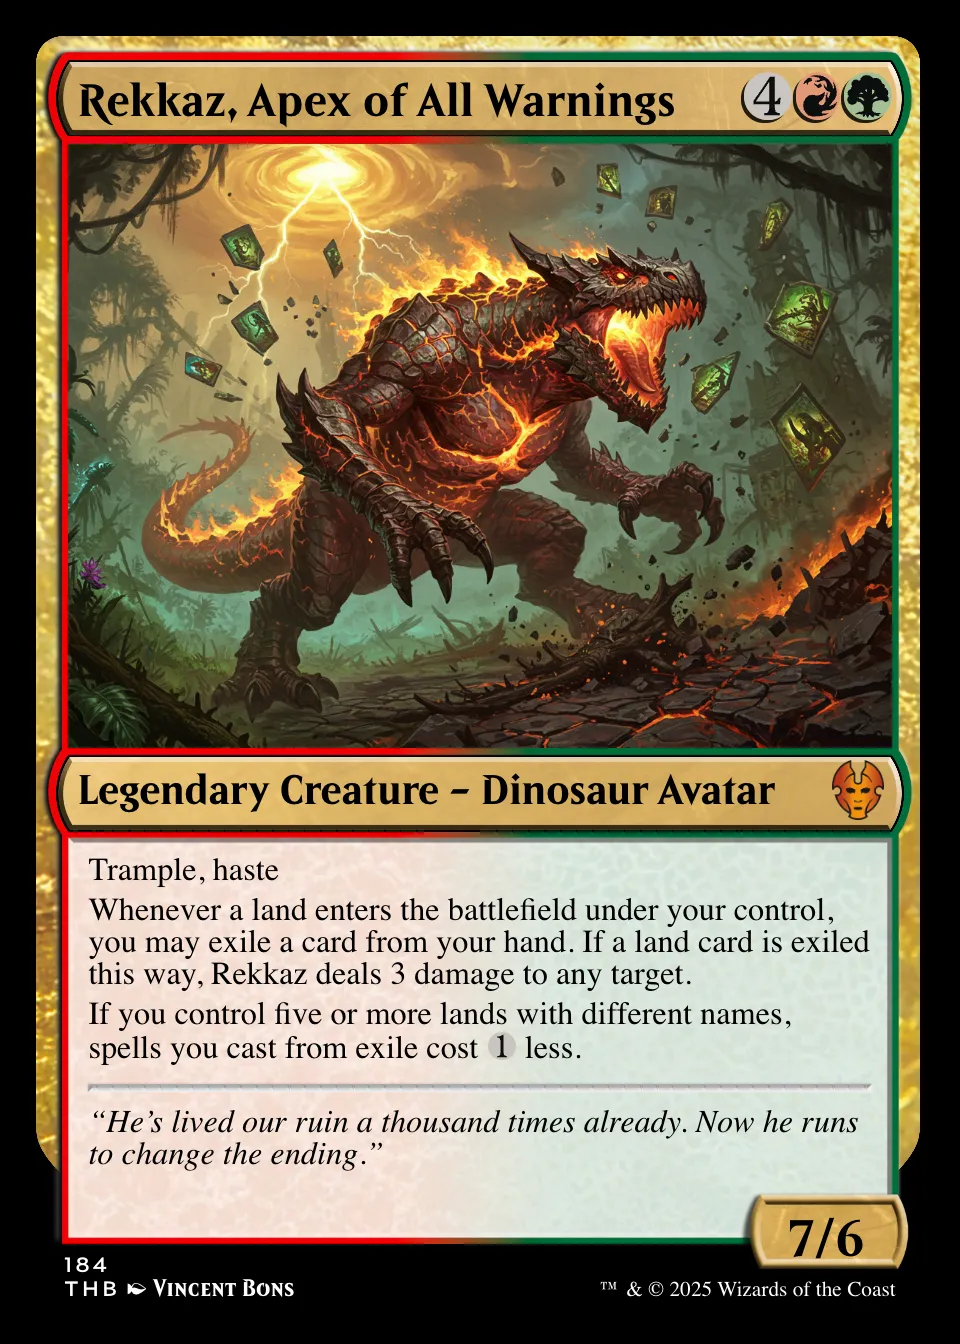 Rekkaz, Apex of All Warnings 4
Legendary Creature – Dinosaur Avatar
Trample, haste
Whenever a land enters the battlefield under your control,
you may exile a card from your hand. If a land card is exiled
this way, Rekkaz deals 3 damage to any target.
If you control five or more lands with different names,
spells you cast from exile cost 1 less.
“He’s lived our ruin a thousand times already. Now he runs
to change the ending.”
7/6
184
THB Vincent Bons
™ & © 2025 Wizards of the Coast